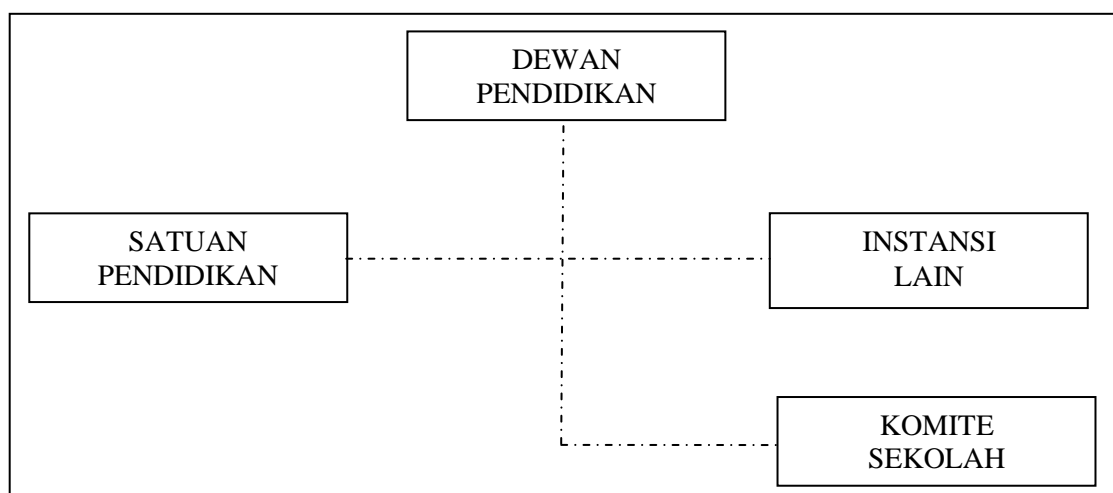 DEWAN
PENDIDIKAN
SATUAN
PENDIDIKAN
INSTANSI
LAIN
KOMITE
SEKOLAH